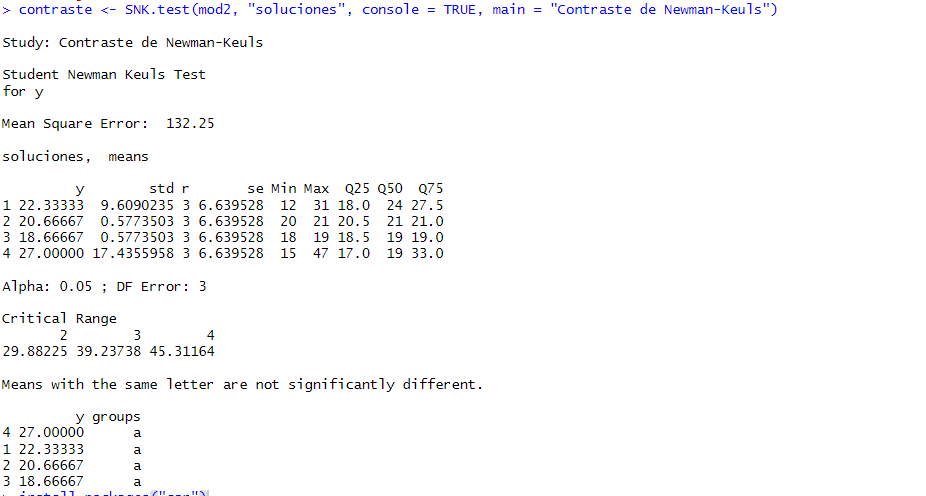 > contraste <- SNK.test(mod2, "soluciones", console = TRUE, main = "Contraste de Newman-Keuls")
Study: Contraste de Newman-Keuls
Student Newman Keuls Test
for y
Mean Square Error:  132.25
soluciones,  means
y std r se Min Max Q25 Q50 Q75
1 22.33333 9.6090235 3 6.639528 12 31 18.0 24 27.5
2 20.66667 0.5773503 3 6.639528 20 21 20.5 21 21.0
3 18.66667 0.5773503 3 6.639528 18 19 18.5 19 19.0
4 27.00000 17.4355958 3 6.639528 15 47 17.0 19 33.0
Alpha: 0.05 ; DF Error: 3
Critical Range
2 3 4
29.88225 39.23738 45.31164
Means with the same letter are not significantly different.
y groups
4 27.00000 a
1 22.33333 a
2 20.66667 a
3 18.66667 a
> install.packages("car")